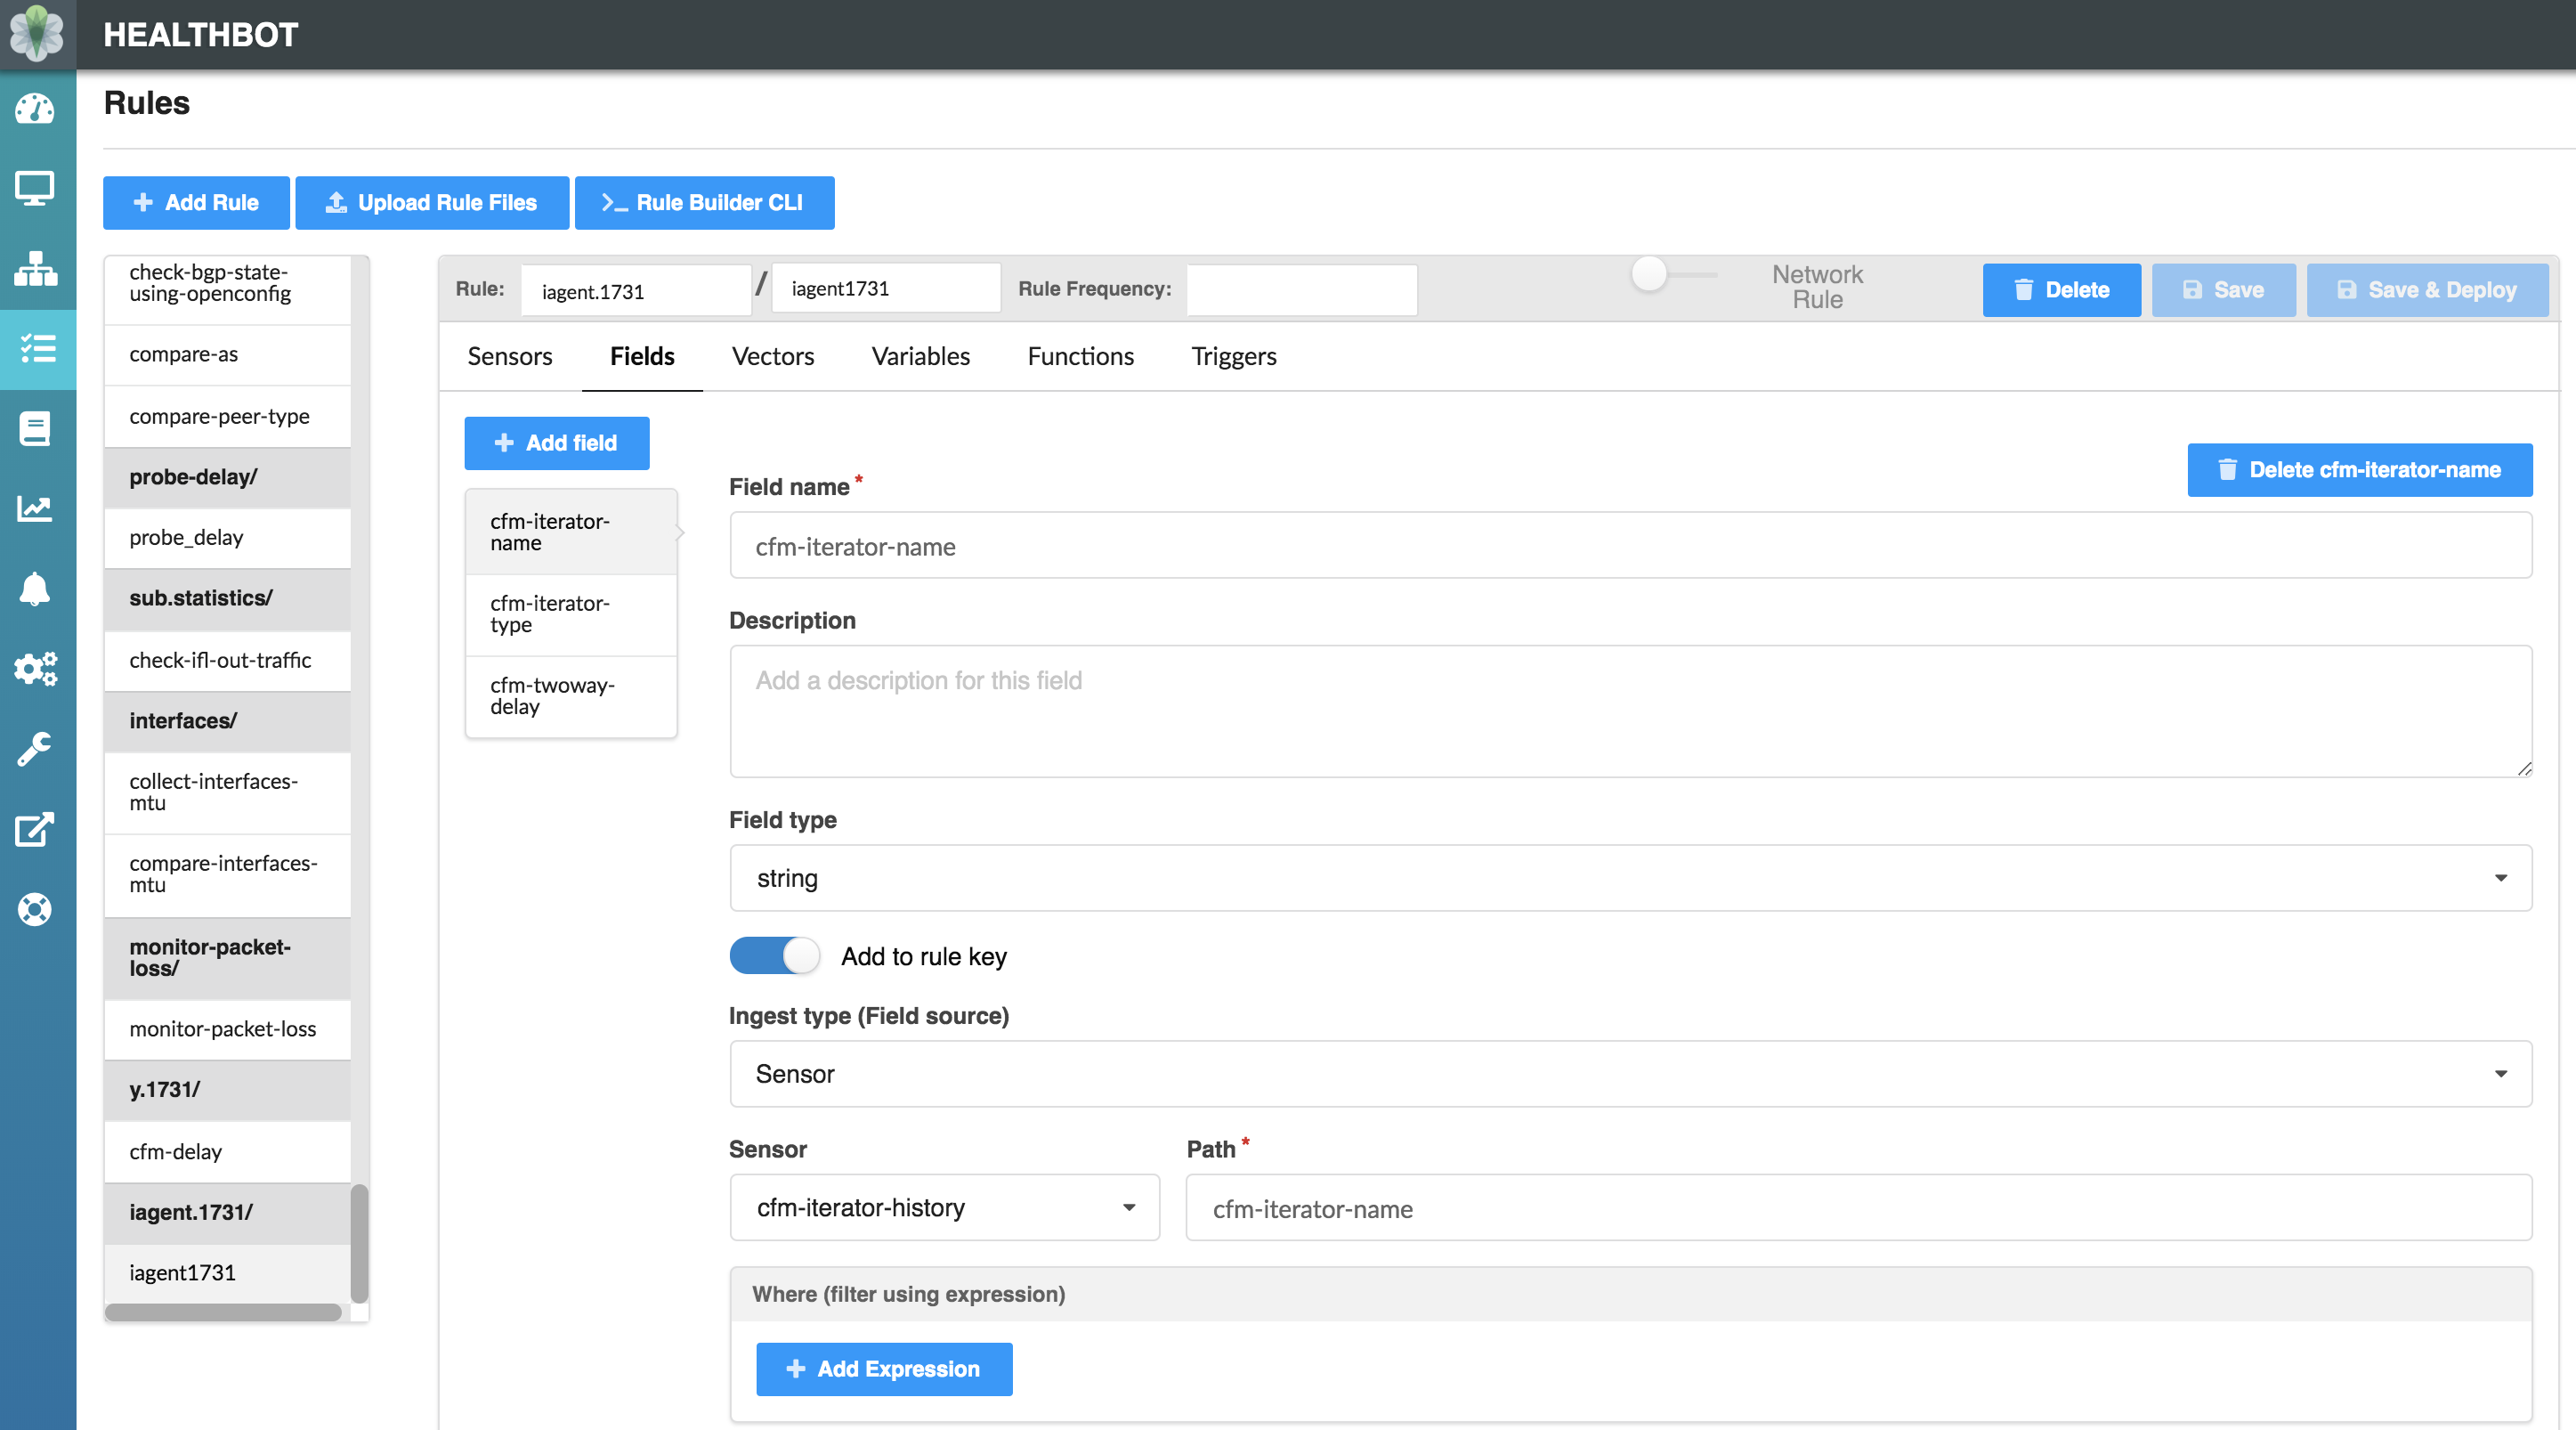 HEALTHBOT
Rules
Add Rule
Upload Rule Files
Rule Builder CLI
check-bgp-state-
using-openconfig
compare-as
compare-peer-type
probe-delay/
probe_delay
sub.statistics/
check-ifl-out-traffic
interfaces/
collect-interfaces-
mtu
compare-interfaces-
mtu
monitor-packet-
loss/
monitor-packet-loss
y.1731/
cfm-delay
iagent.1731/
iagent1731
Rule: iagent.1731 / iagent1731 Rule Frequency:
Network
Rule
Delete
Save
Save & Deploy
Sensors Fields Vectors Variables Functions Triggers
Add field
cfm-iterator-
name
cfm-iterator-
type
cfm-twoway-
delay
Delete cfm-iterator-name
Field name *
cfm-iterator-name
Description
Add a description for this field
Field type
string
Add to rule key
Ingest type (Field source)
Sensor
Sensor Path *
cfm-iterator-history cfm-iterator-name
Where (filter using expression)
Add Expression